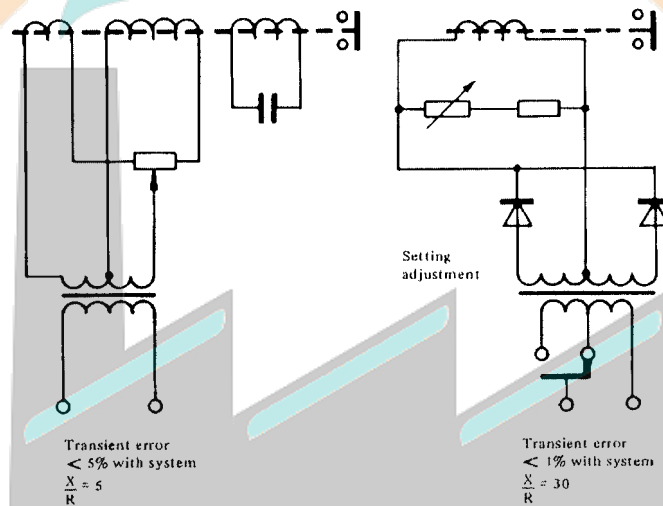 Setting
adjustment
Transient error
< 5% with system
X
R
= 5
Transient error
< 1% with system
X
R
= 30